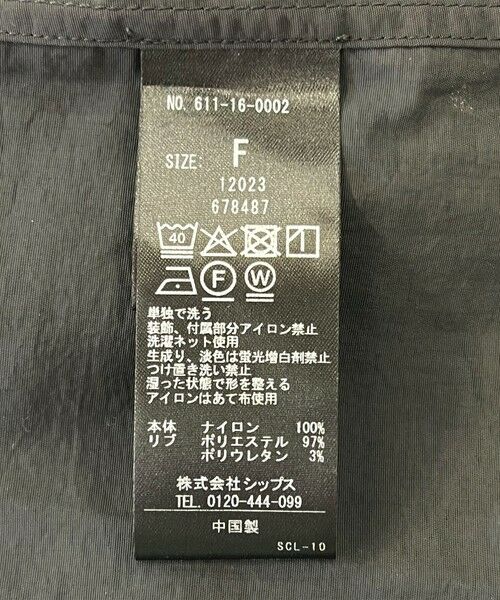 NO. 611-16-0002
SIZE: F
12023
678487
40
F W
単独で洗う
装飾、付属部分アイロン禁止
洗濯ネット使用
生成り、淡色は蛍光増白剤禁止
つけ置き洗い禁止
湿った状態で形を整える
アイロンはあて布使用
本体 ナイロン 100%
リブ ポリエステル 97%
ポリウレタン 3%
株式会社シップス
TEL. 0120-444-099
中国製
SCL-10